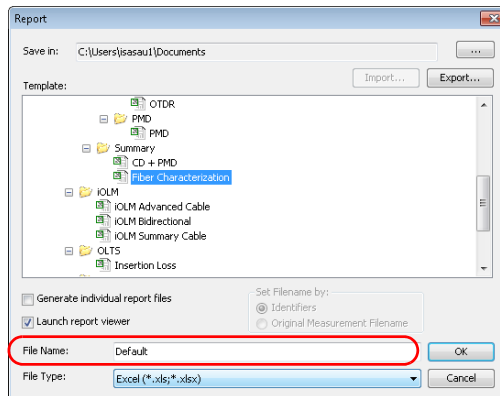 Report
Save in: C:\Users\isasau1\Documents ...
Import... Export...
Template:
OTDR
PMD
PMD
Summary
CD + PMD
Fiber Characterization
iOLM
iOLM Advanced Cable
iOLM Bidirectional
iOLM Summary Cable
OLTS
Insertion Loss
Generate individual report files
Launch report viewer
Set Filename by:
Identifiers
Original Measurement Filename
File Name: Default OK
File Type: Excel (*.xls;*.xlsx) Cancel